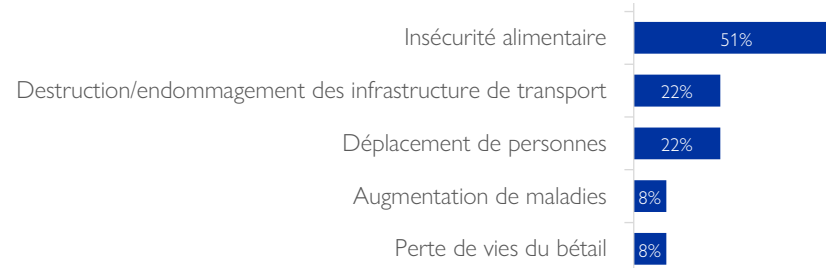 Insécurité alimentaire 51%
Destruction/endommagement des infrastructure de transport 22%
Déplacement de personnes 22%
Augmentation de maladies 8%
Perte de vies du bétail 8%